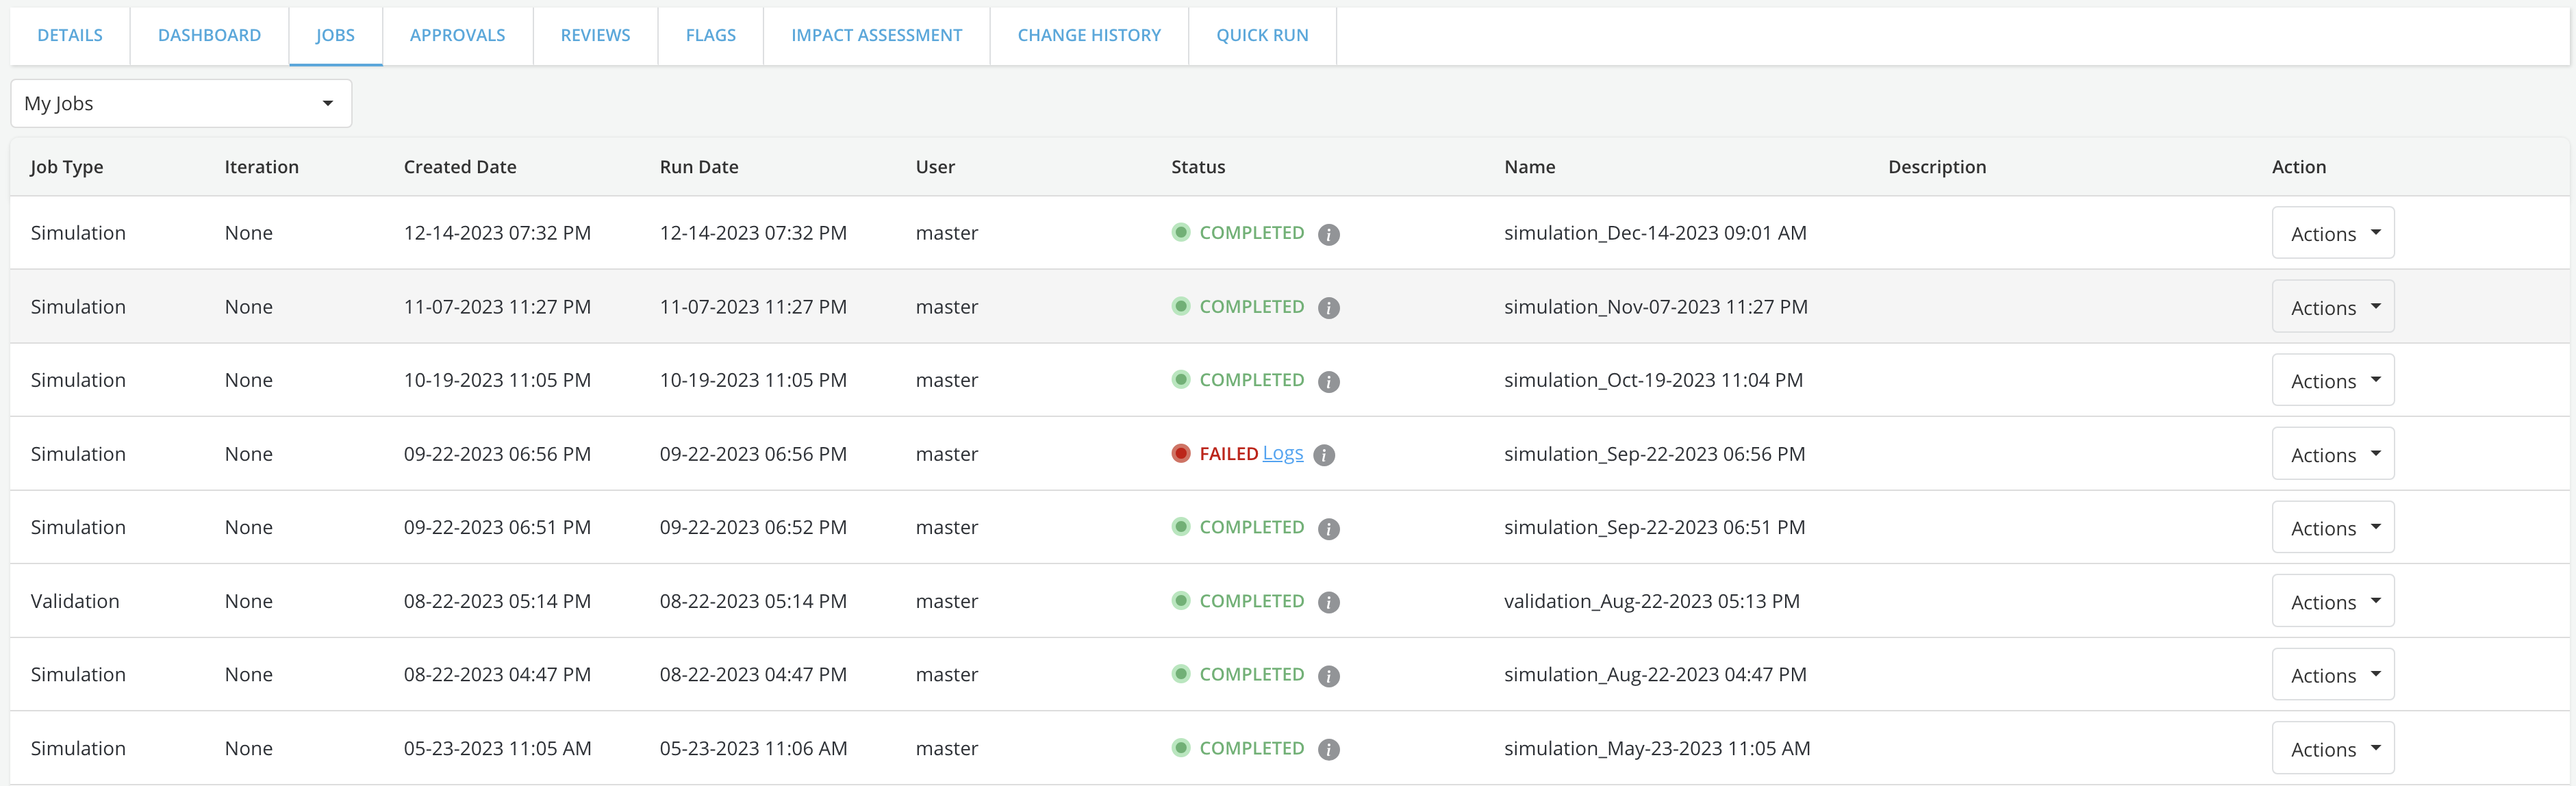 DETAILS DASHBOARD JOBS APPROVALS REVIEWS FLAGS IMPACT ASSESSMENT CHANGE HISTORY QUICK RUN
My Jobs
Job Type Iteration Created Date Run Date User Status Name Description Action
Simulation None 12-14-2023 07:32 PM 12-14-2023 07:32 PM master COMPLETED i simulation_Dec-14-2023 09:01 AM Actions
Simulation None 11-07-2023 11:27 PM 11-07-2023 11:27 PM master COMPLETED i simulation_Nov-07-2023 11:27 PM Actions
Simulation None 10-19-2023 11:05 PM 10-19-2023 11:05 PM master COMPLETED i simulation_Oct-19-2023 11:04 PM Actions
Simulation None 09-22-2023 06:56 PM 09-22-2023 06:56 PM master FAILED Logs i simulation_Sep-22-2023 06:56 PM Actions
Simulation None 09-22-2023 06:51 PM 09-22-2023 06:52 PM master COMPLETED i simulation_Sep-22-2023 06:51 PM Actions
Validation None 08-22-2023 05:14 PM 08-22-2023 05:14 PM master COMPLETED i validation_Aug-22-2023 05:13 PM Actions
Simulation None 08-22-2023 04:47 PM 08-22-2023 04:47 PM master COMPLETED i simulation_Aug-22-2023 04:47 PM Actions
Simulation None 05-23-2023 11:05 AM 05-23-2023 11:06 AM master COMPLETED i simulation_May-23-2023 11:05 AM Actions